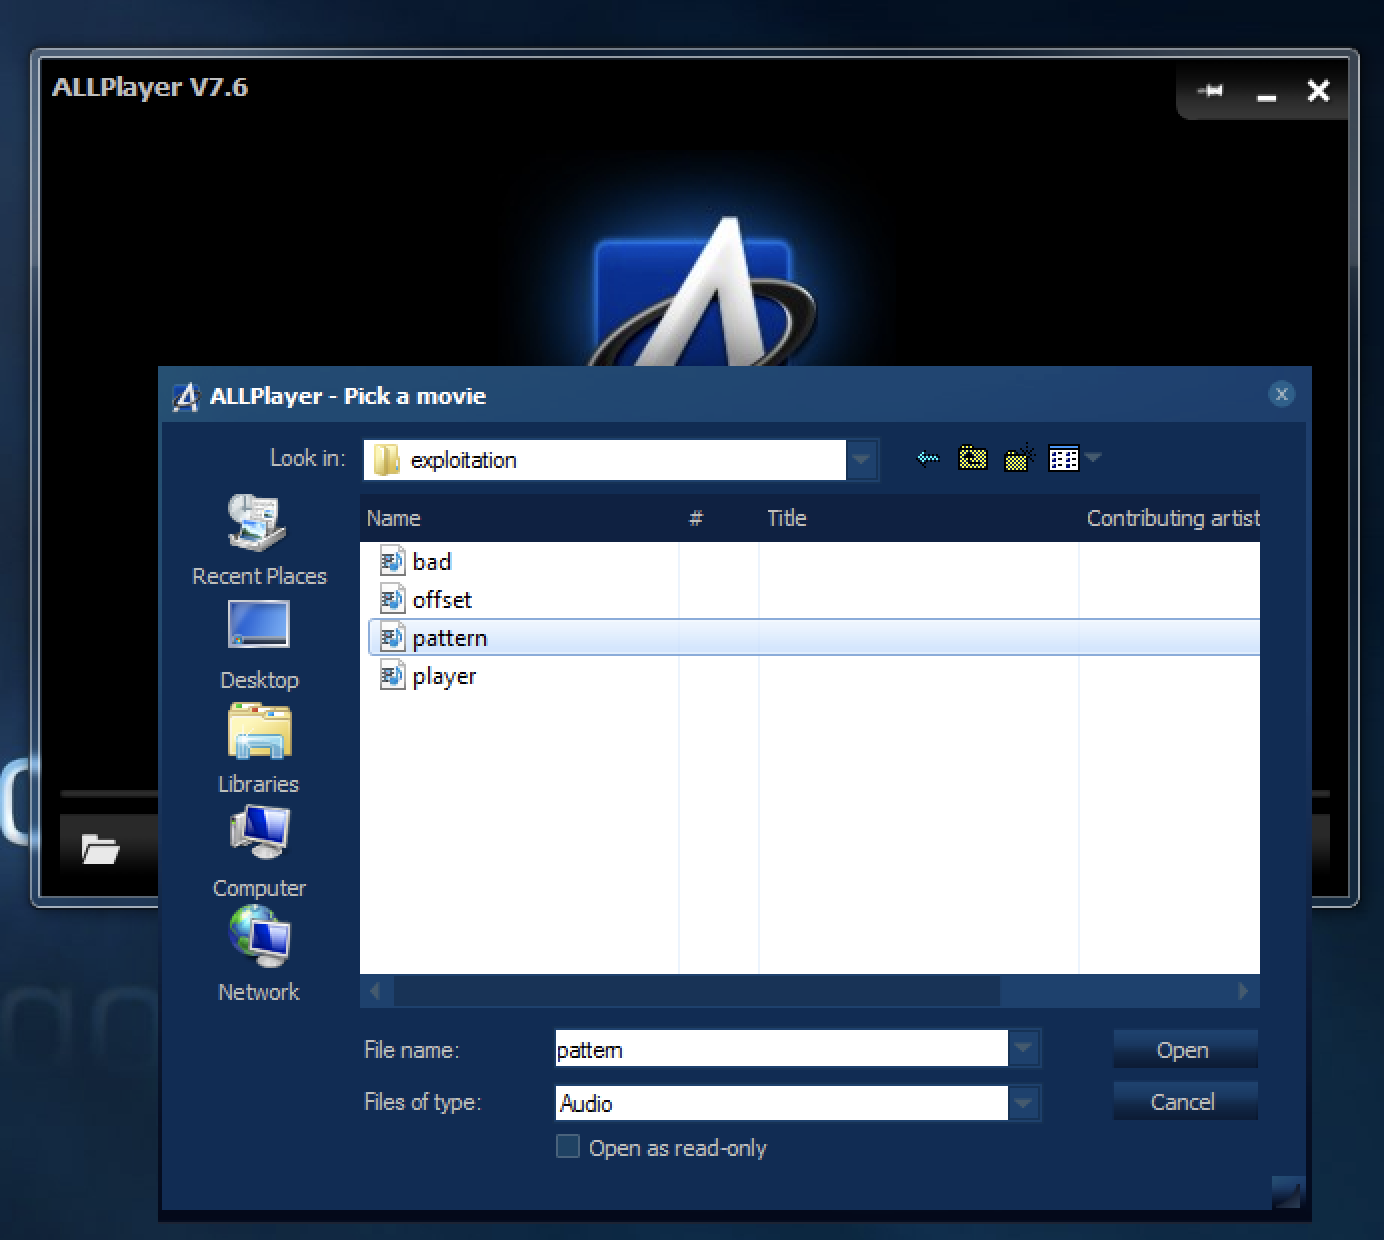 ALLPlayer V7.6
ALLPlayer - Pick a movie
Look in: exploitation
Name # Title Contributing artist
bad
offset
pattern
player
Recent Places
Desktop
Libraries
Computer
Network
File name: pattern Open
Files of type: Audio Cancel
Open as read-only